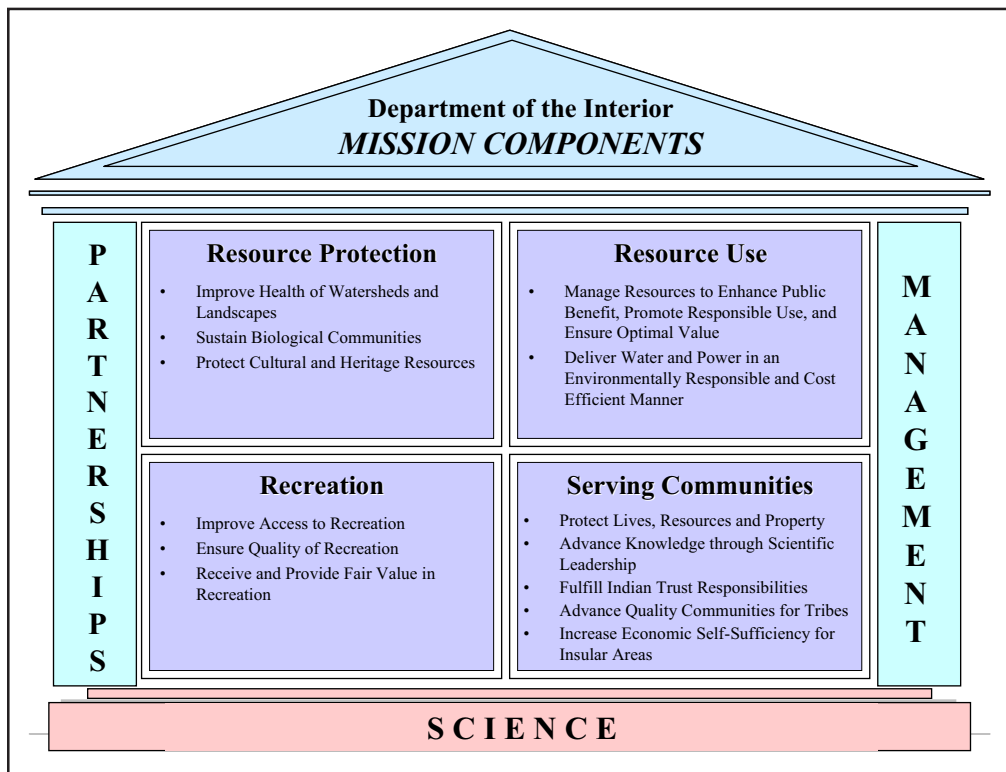 Department of the Interior
MISSION COMPONENTS
PARTNERSHIPS
Resource Protection
• Improve Health of Watersheds and
Landscapes
• Sustain Biological Communities
• Protect Cultural and Heritage Resources
Resource Use
• Manage Resources to Enhance Public
Benefit, Promote Responsible Use, and
Ensure Optimal Value
• Deliver Water and Power in an
Environmentally Responsible and Cost
Efficient Manner
Recreation
• Improve Access to Recreation
• Ensure Quality of Recreation
• Receive and Provide Fair Value in
Recreation
Serving Communities
• Protect Lives, Resources and Property
• Advance Knowledge through Scientific
Leadership
• Fulfill Indian Trust Responsibilities
• Advance Quality Communities for Tribes
• Increase Economic Self-Sufficiency for
Insular Areas
MANAGEMENT
SCIENCE